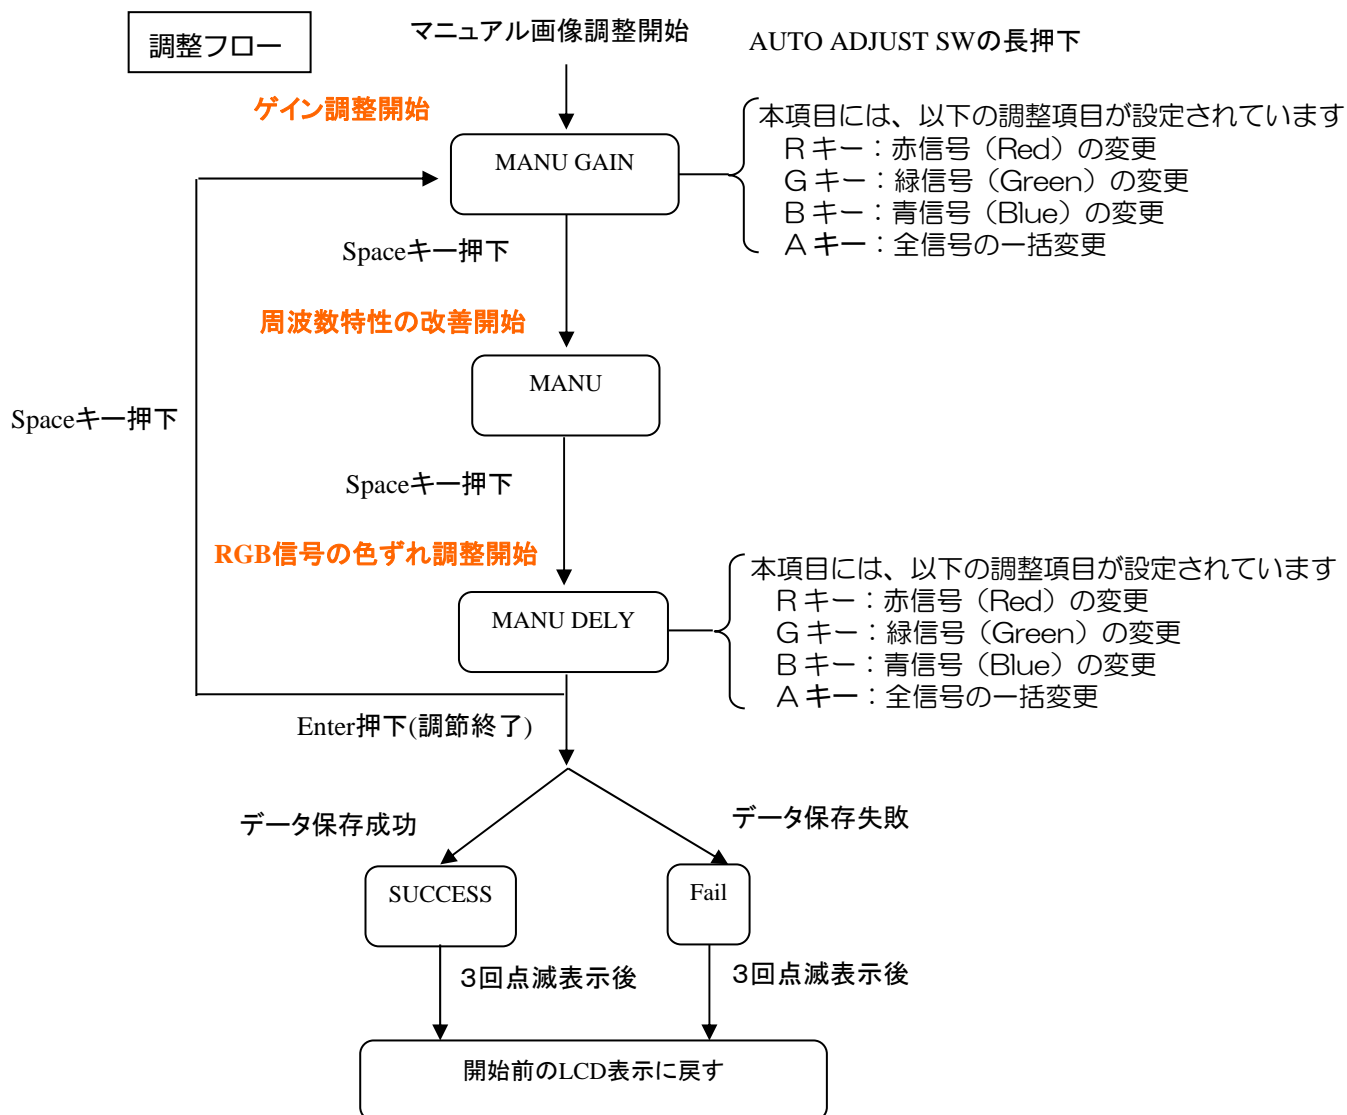 調整フロー
マニュアル画像調整開始
AUTO ADJUST SWの長押下
ゲイン調整開始
MANU GAIN
本項目には、以下の調整項目が設定されています
Rキー：赤信号（Red）の変更
Gキー：緑信号（Green）の変更
Bキー：青信号（Blue）の変更
Aキー：全信号の一括変更
Spaceキー押下
周波数特性の改善開始
MANU
Spaceキー押下
Spaceキー押下
RGB信号の色ずれ調整開始
MANU DELY
本項目には、以下の調整項目が設定されています
Rキー：赤信号（Red）の変更
Gキー：緑信号（Green）の変更
Bキー：青信号（Blue）の変更
Aキー：全信号の一括変更
Enter押下(調節終了)
データ保存成功
データ保存失敗
SUCCESS
Fail
３回点滅表示後
３回点滅表示後
開始前のLCD表示に戻す